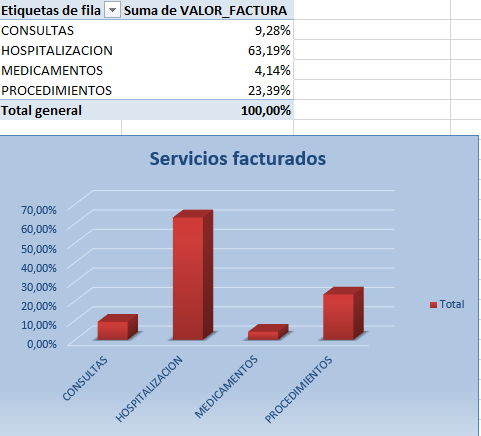 Etiquetas de fila Suma de VALOR_FACTURA
CONSULTAS 9,28%
HOSPITALIZACION 63,19%
MEDICAMENTOS 4,14%
PROCEDIMIENTOS 23,39%
Total general 100,00%
Servicios facturados
70,00%
60,00%
50,00%
40,00%
30,00%
20,00%
10,00%
0,00%
CONSULTAS
HOSPITALIZACION
MEDICAMENTOS
PROCEDIMIENTOS
Total